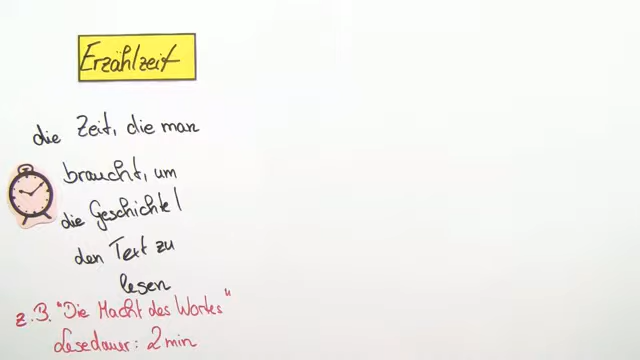 Erzählzeit
die Zeit, die man
braucht, um
die Geschichte/
den Text zu
lesen
z.B. "Die Macht des Wortes"
Lesedauer: 2 min